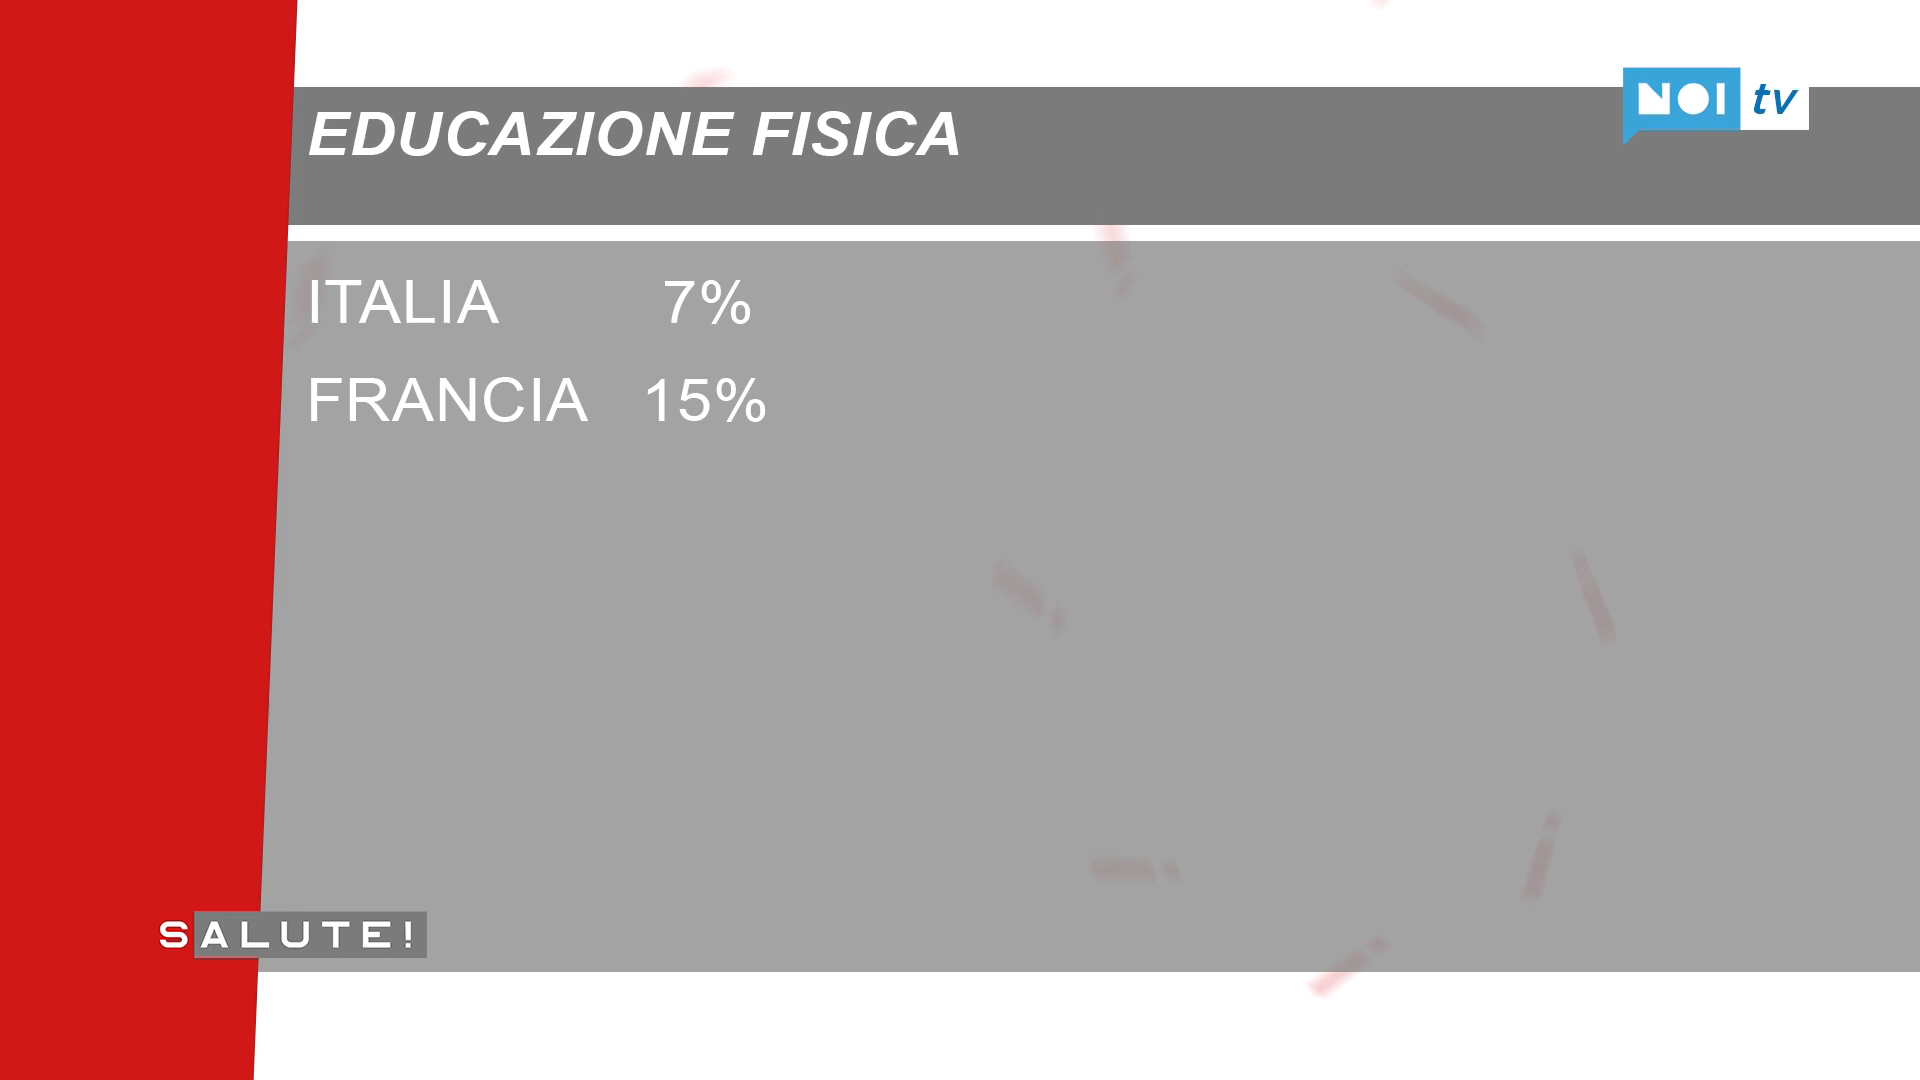 EDUCAZIONE FISICA
NOI tv
ITALIA 7%
FRANCIA 15%
SALUTE!